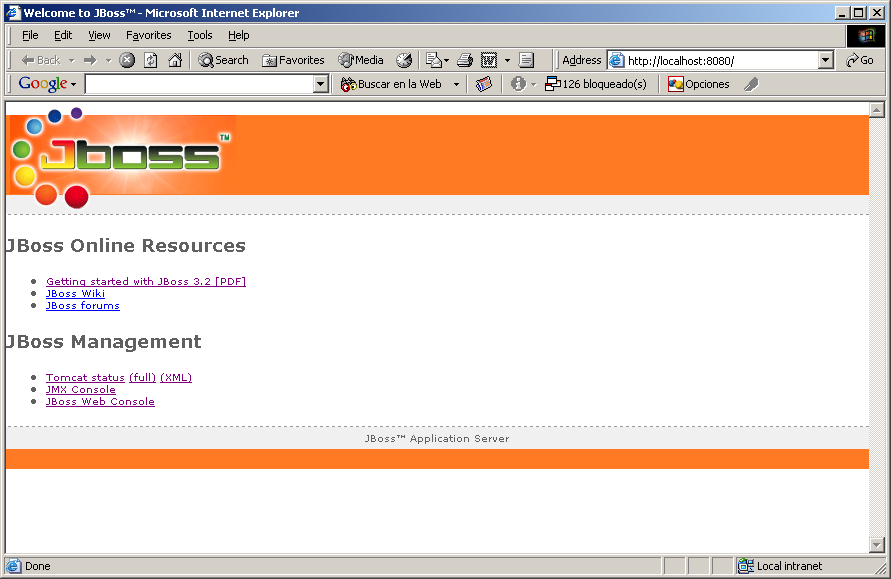 Welcome to JBoss™ - Microsoft Internet Explorer
File Edit View Favorites Tools Help
Back Search Favorites Media Address http://localhost:8080/ Go
Google Buscar en la Web 126 bloqueado(s) Opciones
Jboss™
JBoss Online Resources
Getting started with JBoss 3.2 [PDF]
JBoss Wiki
JBoss forums
JBoss Management
Tomcat status (full) (XML)
JMX Console
JBoss Web Console
JBoss™ Application Server
Done Local intranet